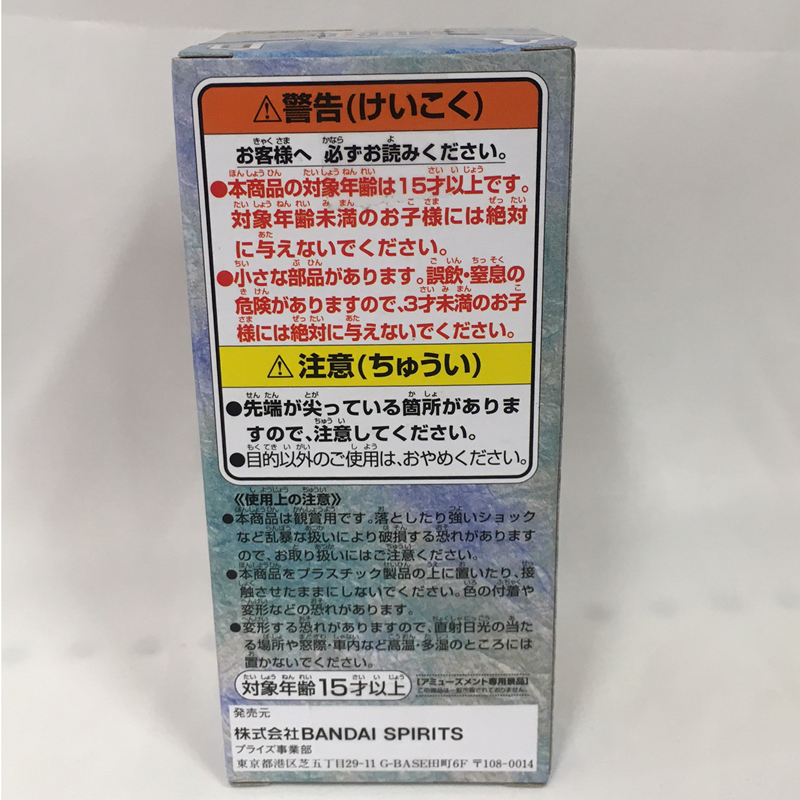 ⚠警告(けいこく)
お客様へ 必ずお読みください。
●本商品の対象年齢は15才以上です。
対象年齢未満のお子様には絶対
に与えないでください。
●小さな部品があります。誤飲・窒息の
危険がありますので、3才未満のお子
様には絶対に与えないでください。
⚠注意(ちゅうい)
●先端が尖っている箇所がありま
すので、注意してください。
●目的以外のご使用は、おやめください。
《使用上の注意》
●本商品は観賞用です。落としたり強いショック
など乱暴な扱いにより破損する恐れがあります
ので、お取り扱いにはご注意ください。
●本商品をプラスチック製品の上に置いたり、接
触させたままにしないでください。色の付着や
変形などの恐れがあります。
●変形する恐れがありますので、直射日光の当た
る場所や窓際・車内など高温・多湿のところには
置かないでください。
対象年齢15才以上
【アミューズメント専用景品】
この商品は一般市販されておりません。
発売元
株式会社BANDAI SPIRITS
プライズ事業部
東京都港区芝五丁目29-11 G-BASE田町6F 〒108-0014